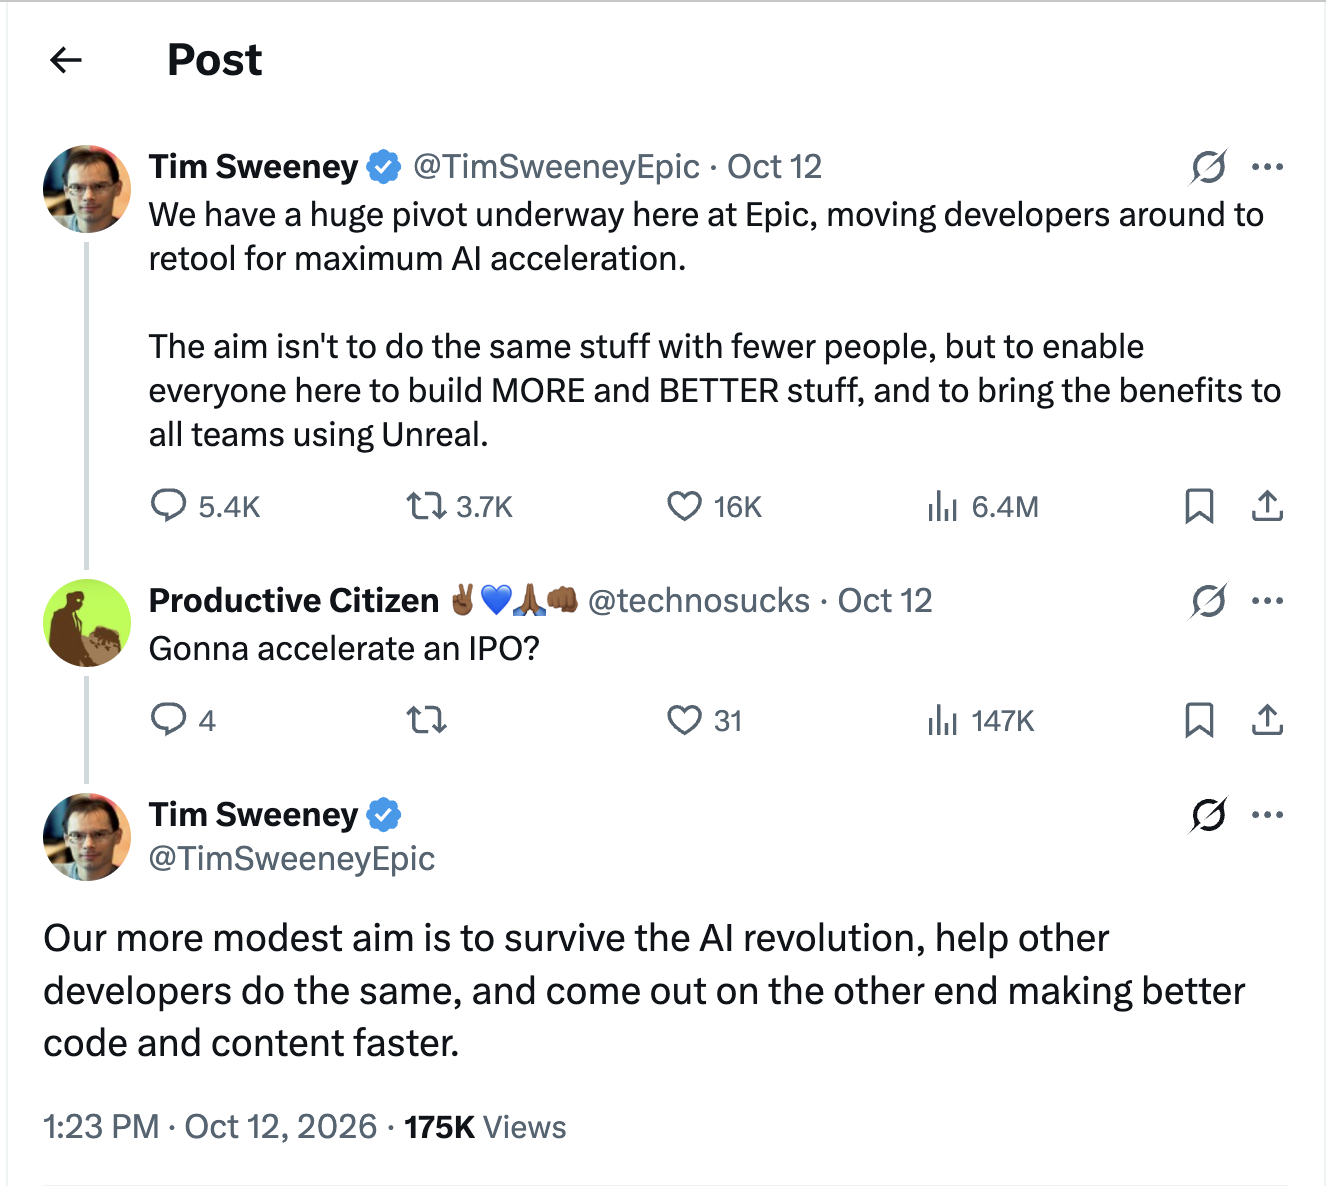 Post
Tim Sweeney @TimSweeneyEpic · Oct 12
We have a huge pivot underway here at Epic, moving developers around to
retool for maximum AI acceleration.
The aim isn't to do the same stuff with fewer people, but to enable
everyone here to build MORE and BETTER stuff, and to bring the benefits to
all teams using Unreal.
5.4K 3.7K 16K 6.4M
Productive Citizen ✌🏾💙🙏🏾👊🏾 @technosucks · Oct 12
Gonna accelerate an IPO?
4 31 147K
Tim Sweeney
@TimSweeneyEpic
Our more modest aim is to survive the AI revolution, help other
developers do the same, and come out on the other end making better
code and content faster.
1:23 PM · Oct 12, 2026 · 175K Views